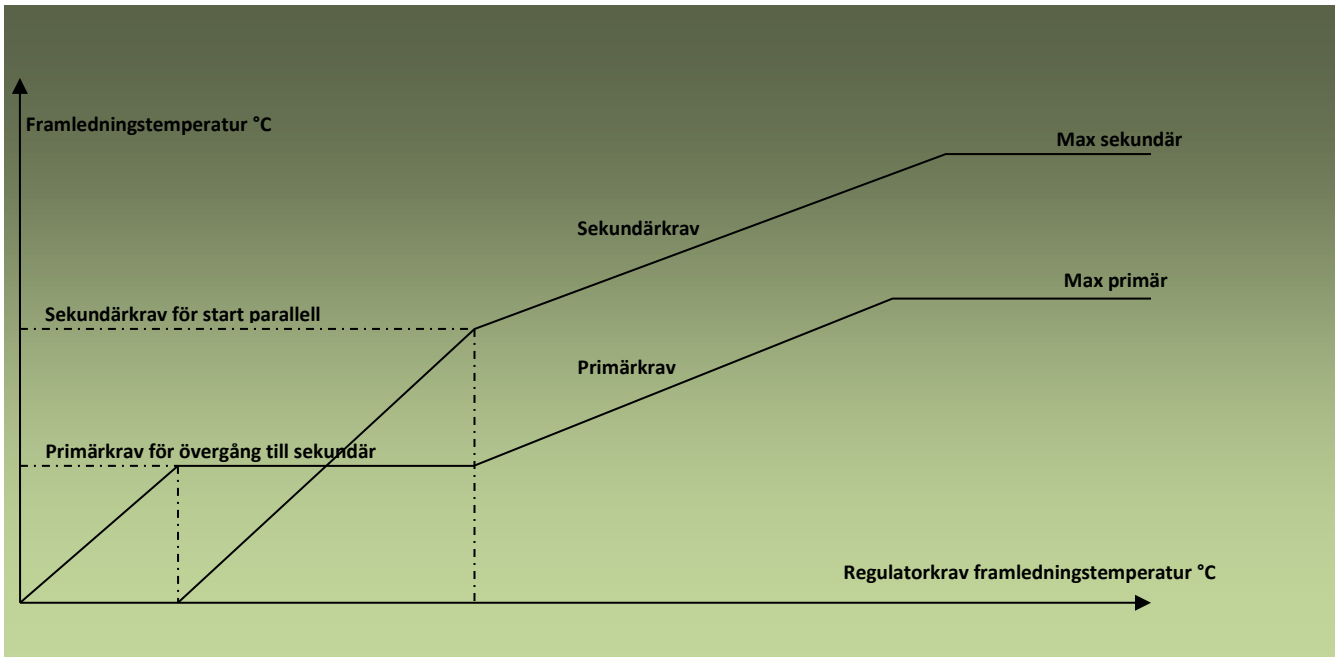 Framledningstemperatur °C
Max sekundär
Sekundärkrav
Max primär
Sekundärkrav för start parallell
Primärkrav
Primärkrav för övergång till sekundär
Regulatorkrav framledningstemperatur °C